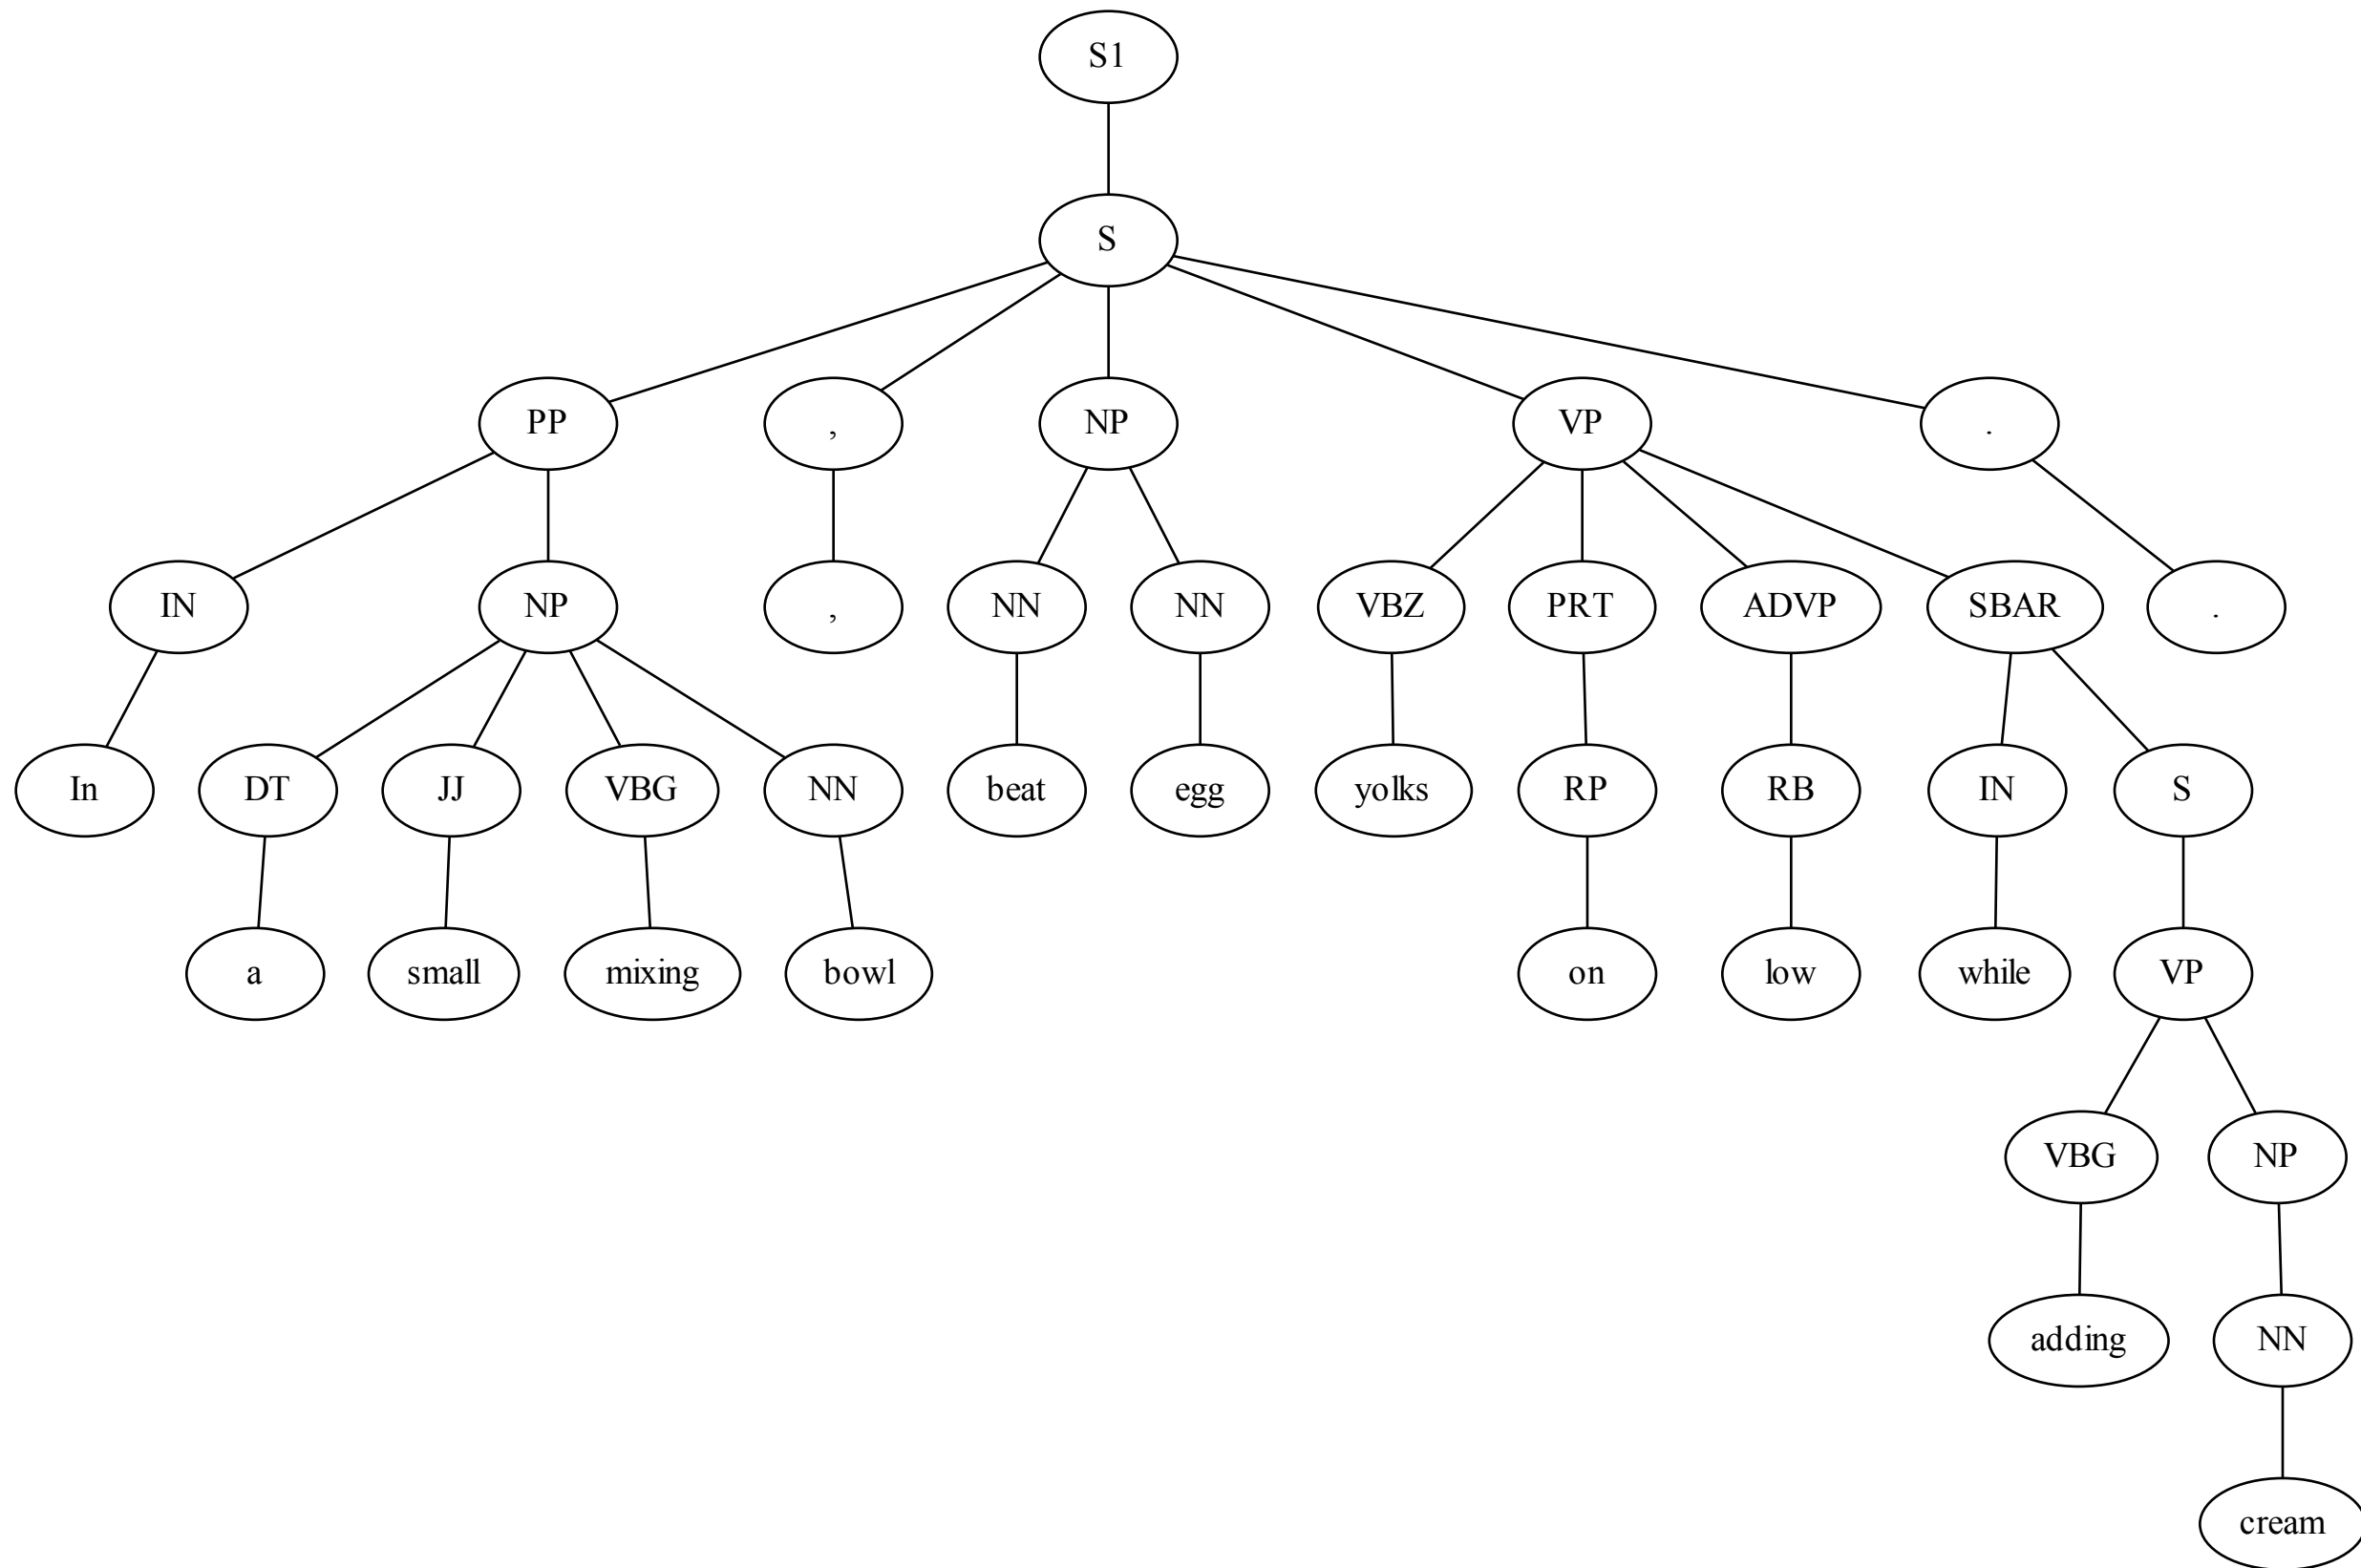 S1
S
PP , NP VP .
IN NP , NN NN VBZ PRT ADVP SBAR .
In DT JJ VBG NN beat egg yolks RP RB IN S
a small mixing bowl on low while VP
VBG NP
adding NN
cream